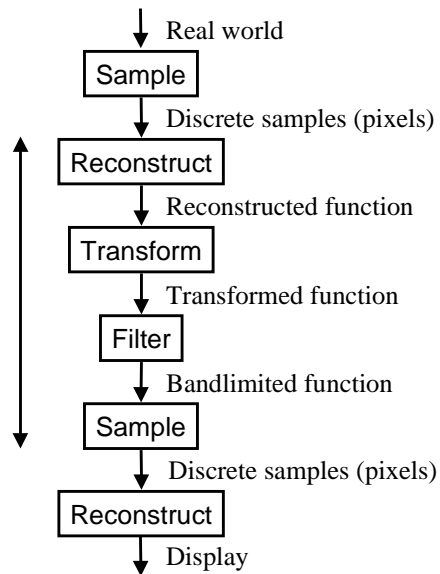 Real world
Sample
Discrete samples (pixels)
Reconstruct
Reconstructed function
Transform
Transformed function
Filter
Bandlimited function
Sample
Discrete samples (pixels)
Reconstruct
Display